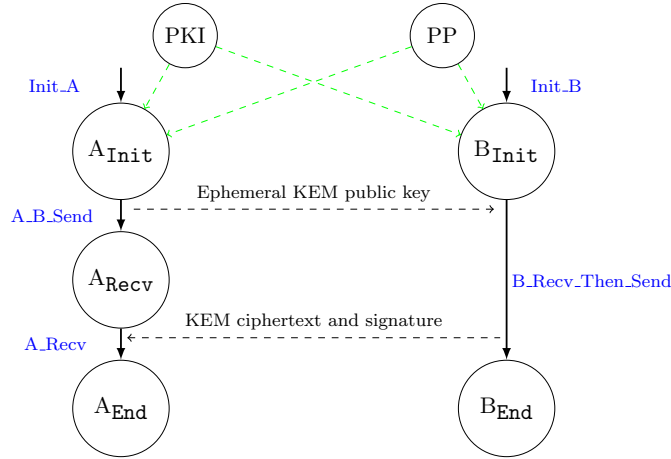 PKI
PP
Init_A
Init_B
A_Init
B_Init
Ephemeral KEM public key
A_B_Send
A_Recv
B_Recv_Then_Send
KEM ciphertext and signature
A_Recv
A_End
B_End